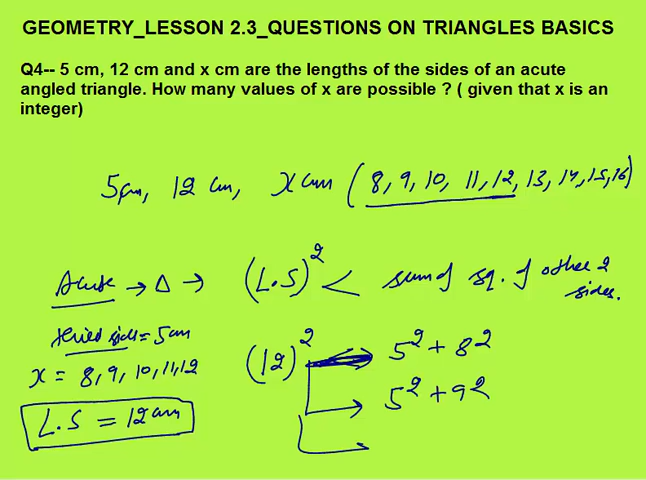 GEOMETRY_LESSON 2.3_QUESTIONS ON TRIANGLES BASICS
Q4-- 5 cm, 12 cm and x cm are the lengths of the sides of an acute
angled triangle. How many values of x are possible ? ( given that x is an
integer)
5cm, 12 cm, x cm (8, 9, 10, 11, 12, 13, 14, 15, 16)
Acute → Δ → (L.S)² < sum of sq. of other 2
sides.
side = 5cm
x = 8, 9, 10, 11, 12
L.S = 12cm
(12)² → 5² + 8²
→ 5² + 9²